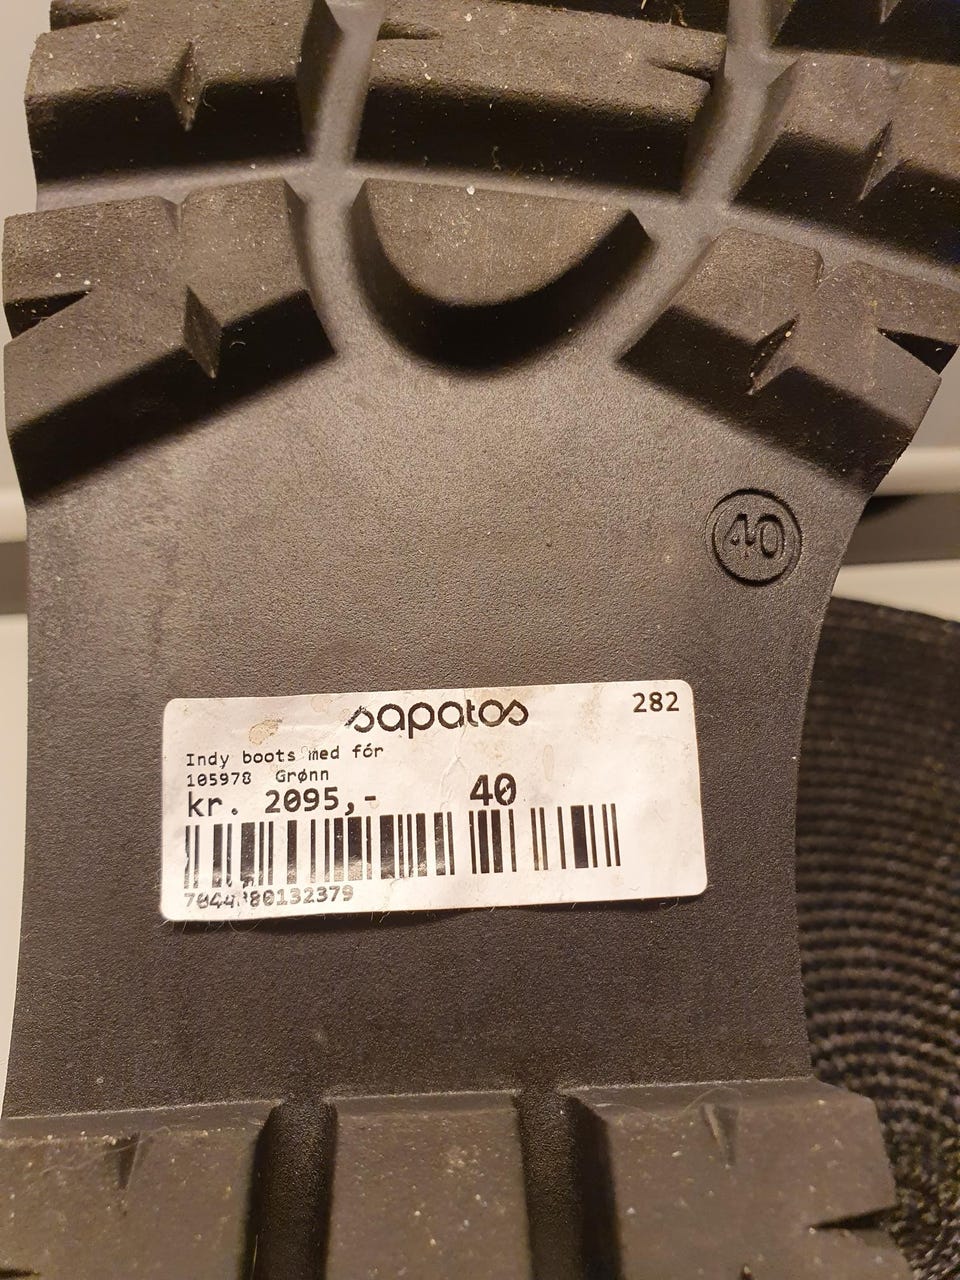 40
sapatos
282
Indy boots med fór
105978 Grønn
kr. 2095,- 40